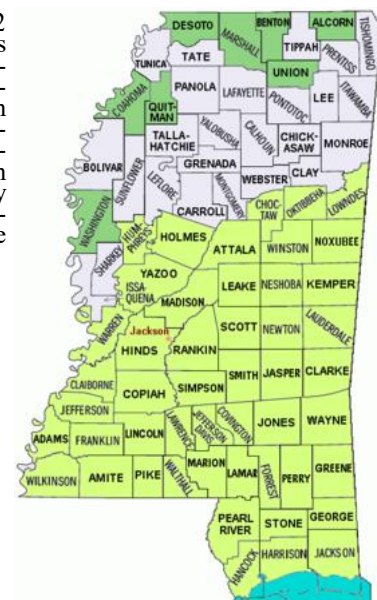 2
s
-
-
n
-
-
n
y
-
e
DESOTO
BENTON
ALCORN
MARSHALL
TIPPAH
TISHOMINGO
TATE
TUNICA
PRENTISS
UNION
PANOLA
LAFAYETTE
COAHOMA
QUIT-
MAN
PONTOTOC
LEE
ITAWAMBA
TALLA-
HATCHIE
YALOBUSHA
CALHOUN
CHICK-
ASAW
MONROE
BOLIVAR
SUNFLOWER
LEFLORE
GRENADA
WEBSTER
CLAY
MONTGOMERY
CARROLL
CHOC-
TAW
OKTIBBEHA
LOWNDES
WASHINGTON
HUM-
PHREYS
HOLMES
ATTALA
WINSTON
NOXUBEE
SHARKEY
YAZOO
ISSA-
QUENA
MADISON
LEAKE
NESHOBA
KEMPER
WARREN
Jackson
HINDS
RANKIN
SCOTT
NEWTON
LAUDERDALE
CLAIBORNE
COPIAH
SIMPSON
SMITH
JASPER
CLARKE
JEFFERSON
ADAMS
FRANKLIN
LINCOLN
LAWRENCE
JEFFERSON
DAVIS
COVINGTON
JONES
WAYNE
WILKINSON
AMITE
PIKE
WALTHALL
MARION
LAMAR
FORREST
PERRY
GREENE
PEARL
RIVER
STONE
GEORGE
HANCOCK
HARRISON
JACKSON